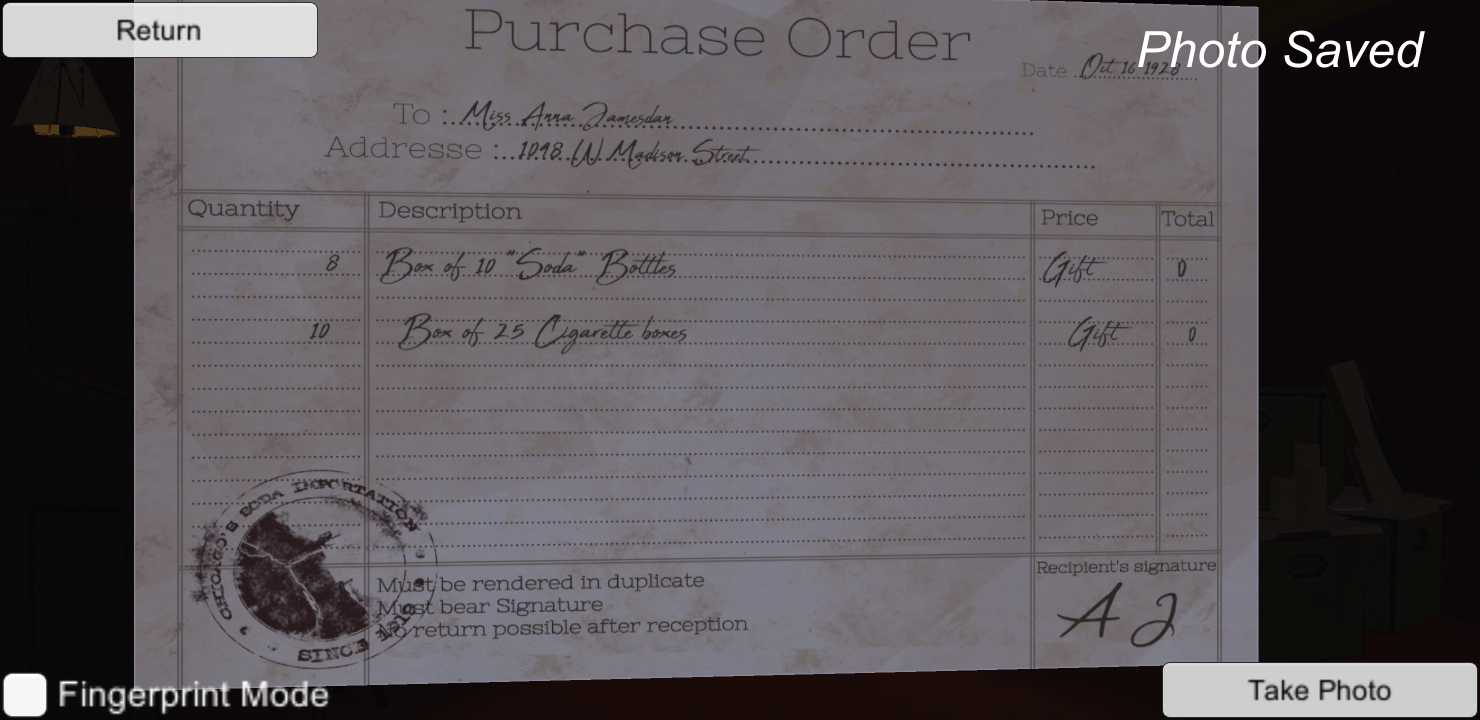 Return
Purchase Order
Photo Saved
Date Oct 16 1928
To : Miss Anna Jamesdan
Addresse : 1098 W Madison Street
Quantity Description Price Total
8 Box of 10 "Soda" Bottles Gift 0
10 Box of 25 Cigarette boxes Gift 0
CHICAGO'S SODA IMPORTATION
SINCE
Must be rendered in duplicate
Must bear Signature
No return possible after reception
Recipient's signature
A J
Fingerprint Mode
Take Photo